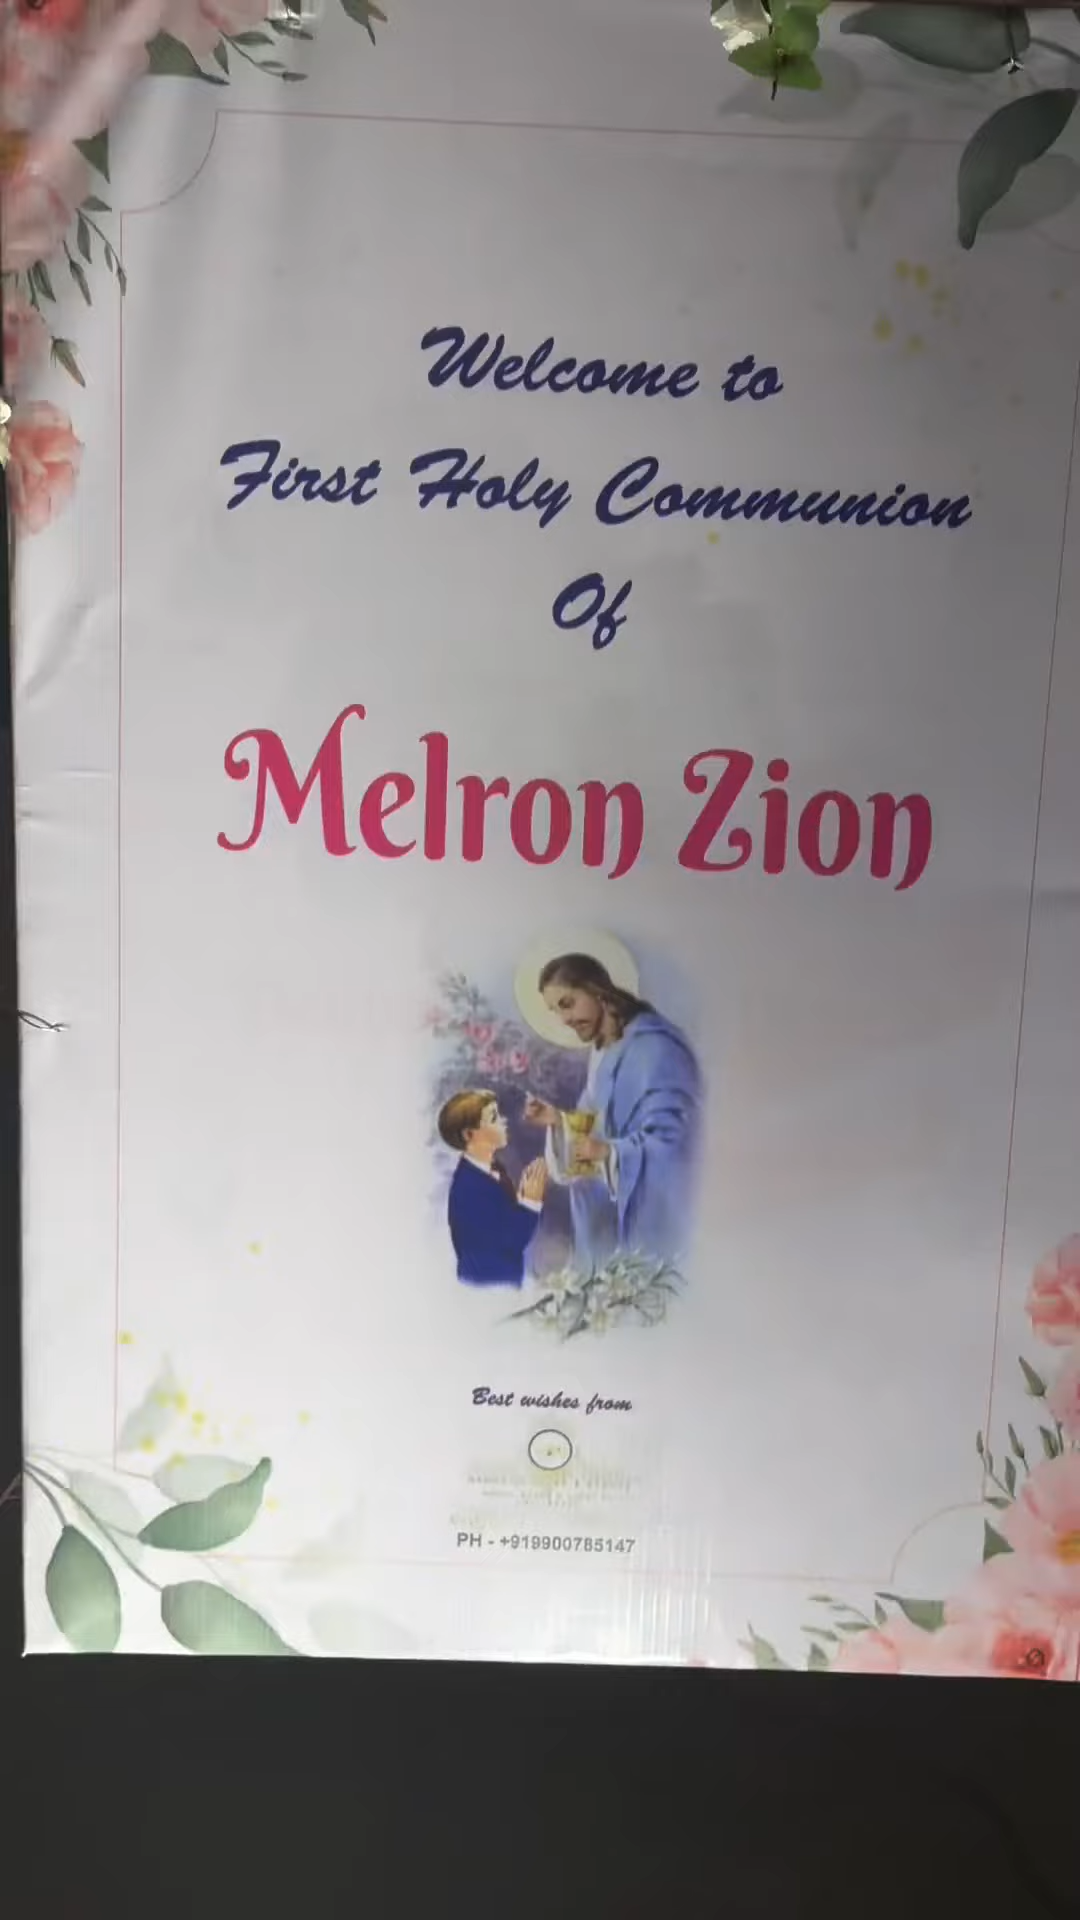 Welcome to
First Holy Communion
Of
Melron Zion
Best wishes from
PH - +919900785147